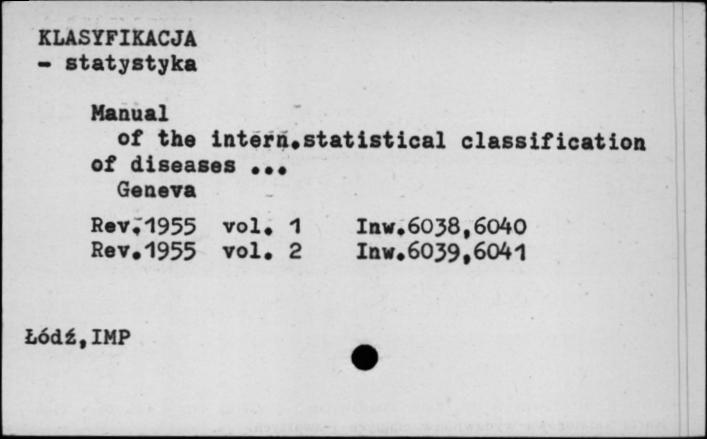 KLASYFIKACJA
- statystyka
Manual
of the intern.statistical classification
of diseases ...
Geneva
Rev.1955 vol. 1 Inw.6038,6040
Rev.1955 vol. 2 Inw.6039,6041
Łódź,IMP